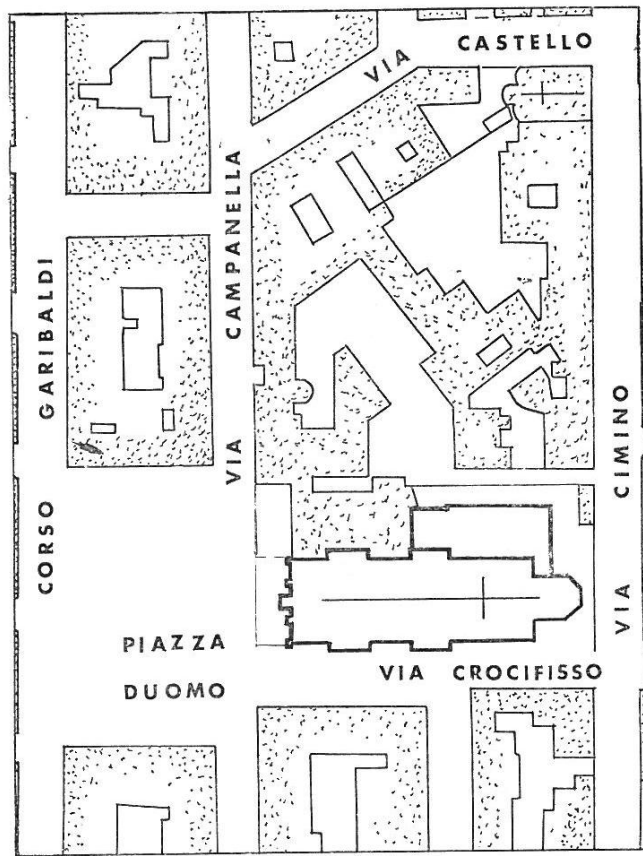 VIA CASTELLO
VIA CAMPANELLA
CORSO GARIBALDI
VIA CIMINO
PIAZZA
DUOMO
VIA CROCIFISSO